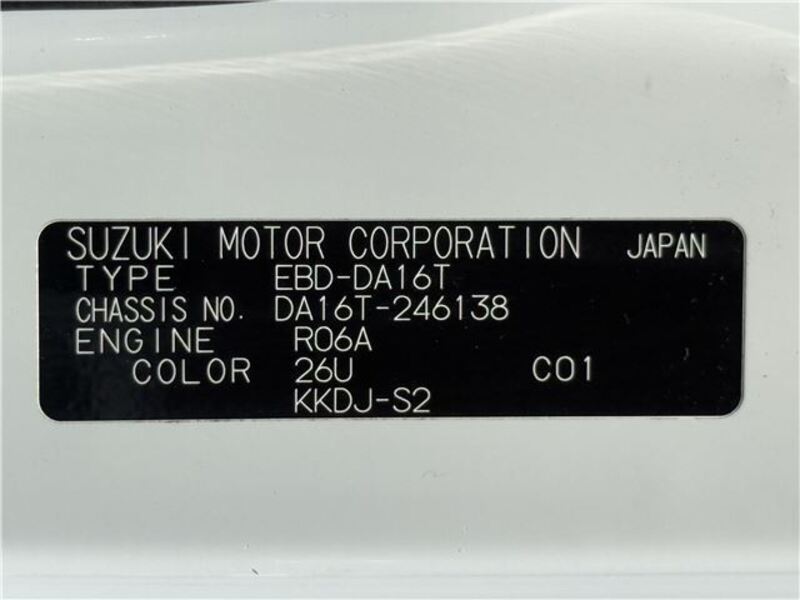 SUZUKI MOTOR CORPORATION JAPAN
TYPE EBD-DA16T
CHASSIS NO. DA16T-246138
ENGINE R06A
COLOR 26U C01
KKDJ-S2